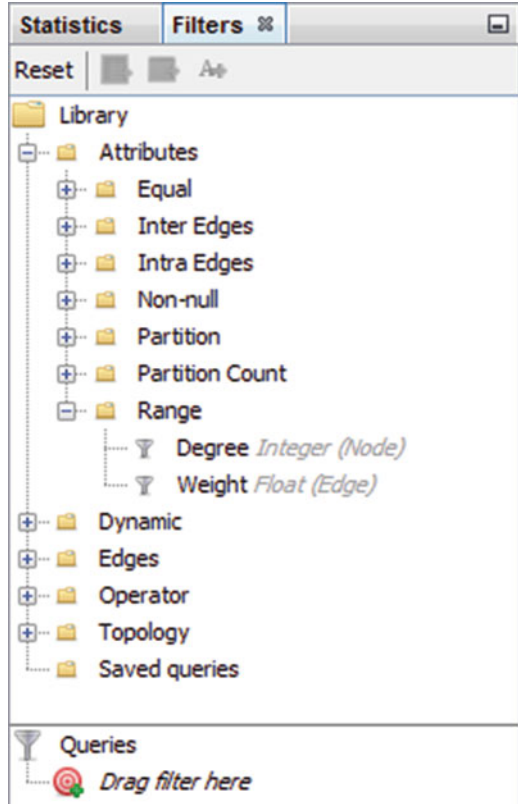 Statistics Filters
Reset A
Library
Attributes
Equal
Inter Edges
Intra Edges
Non-null
Partition
Partition Count
Range
Degree Integer (Node)
Weight Float (Edge)
Dynamic
Edges
Operator
Topology
Saved queries
Queries
Drag filter here